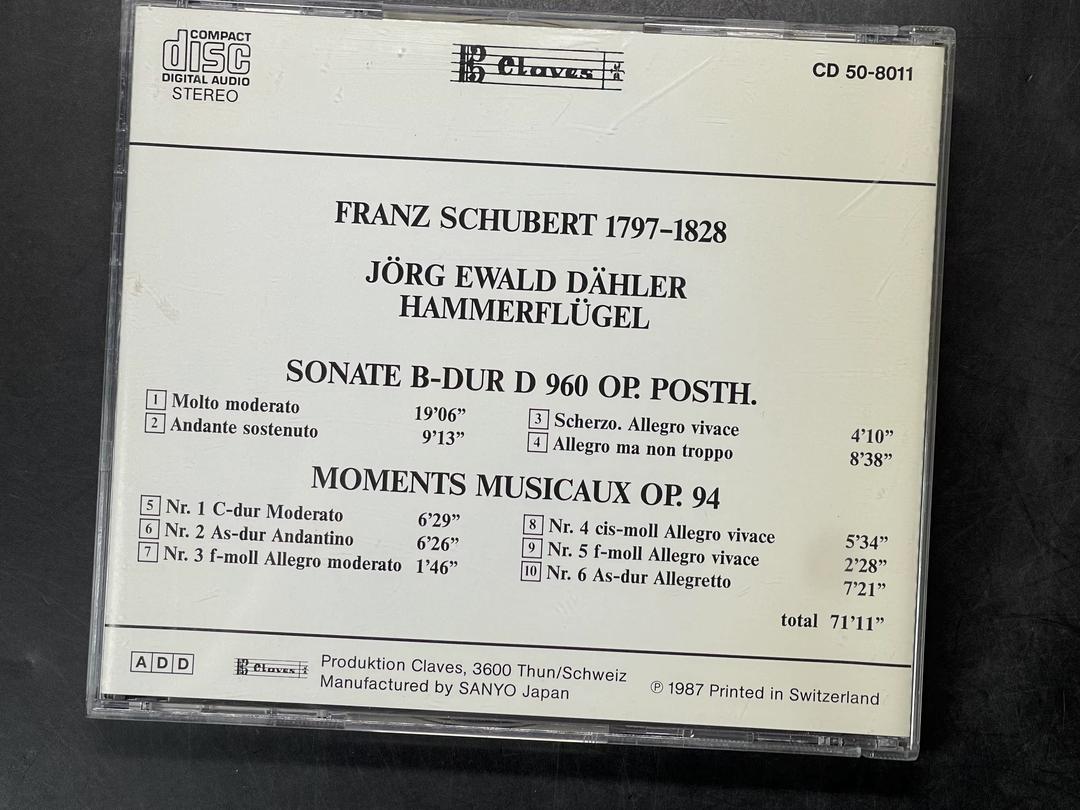 COMPACT
disc
DIGITAL AUDIO
STEREO
Claves
CD 50-8011
FRANZ SCHUBERT 1797–1828
JÖRG EWALD DÄHLER
HAMMERFLÜGEL
SONATE B-DUR D 960 OP. POSTH.
1 Molto moderato 19’06”
2 Andante sostenuto 9’13”
3 Scherzo. Allegro vivace 4’10”
4 Allegro ma non troppo 8’38”
MOMENTS MUSICAUX OP. 94
5 Nr. 1 C-dur Moderato 6’29”
6 Nr. 2 As-dur Andantino 6’26”
7 Nr. 3 f-moll Allegro moderato 1’46”
8 Nr. 4 cis-moll Allegro vivace 5’34”
9 Nr. 5 f-moll Allegro vivace 2’28”
10 Nr. 6 As-dur Allegretto 7’21”
total 71’11”
A D D
Claves
Produktion Claves, 3600 Thun/Schweiz
Manufactured by SANYO Japan
℗ 1987 Printed in Switzerland